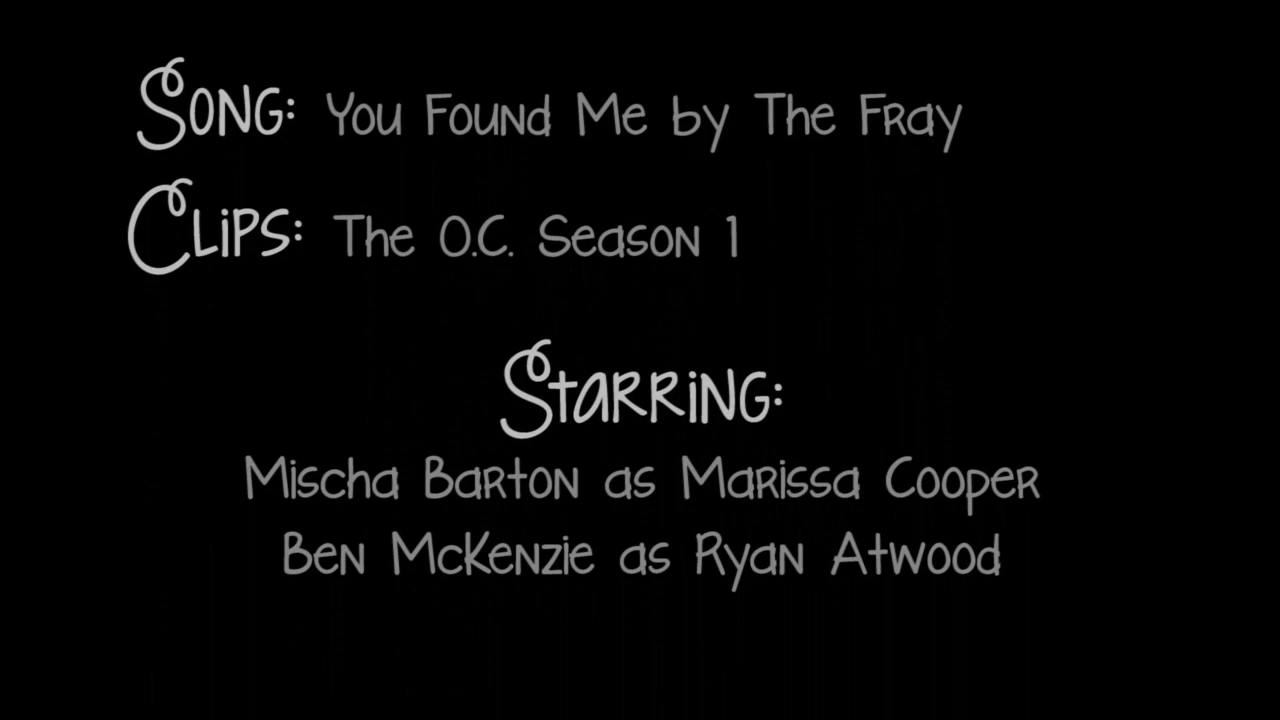 Song: You Found Me by The Fray
Clips: The O.C. Season 1
Starring:
Mischa Barton as Marissa Cooper
Ben McKenzie as Ryan Atwood